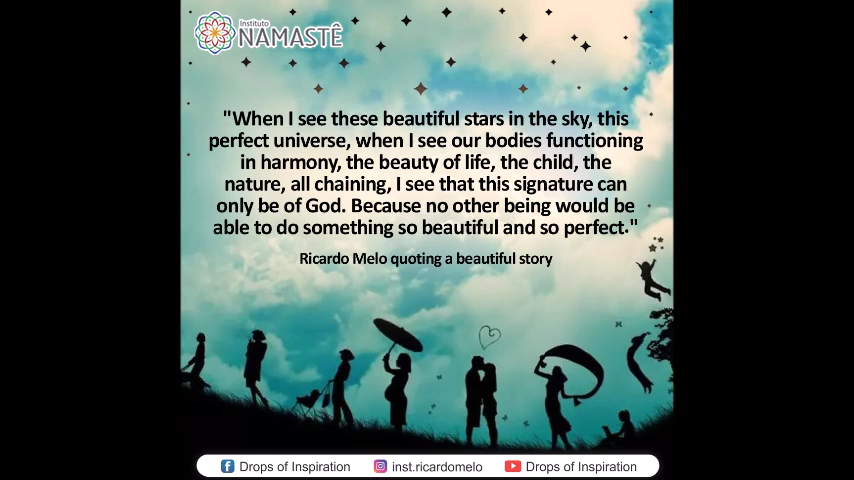 Instituto
NAMASTÊ
"When I see these beautiful stars in the sky, this
perfect universe, when I see our bodies functioning
in harmony, the beauty of life, the child, the
nature, all chaining, I see that this signature can
only be of God. Because no other being would be
able to do something so beautiful and so perfect."
Ricardo Melo quoting a beautiful story
Drops of Inspiration inst.ricardomelo Drops of Inspiration